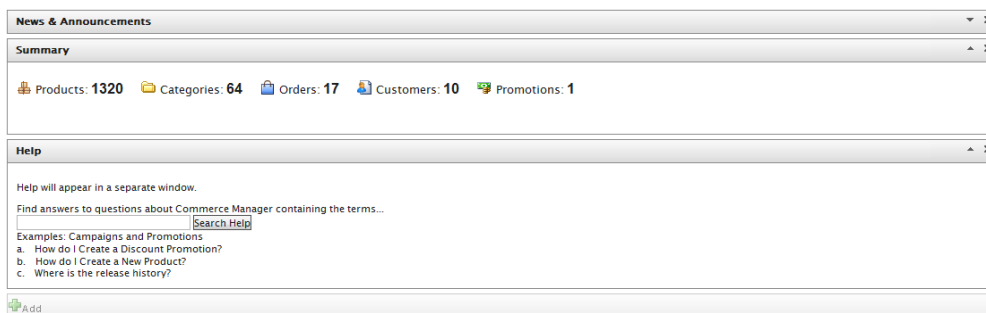 News & Announcements
Summary
Products: 1320 Categories: 64 Orders: 17 Customers: 10 Promotions: 1
Help
Help will appear in a separate window.
Find answers to questions about Commerce Manager containing the terms...
Search Help
Examples: Campaigns and Promotions
a. How do I Create a Discount Promotion?
b. How do I Create a New Product?
c. Where is the release history?
Add